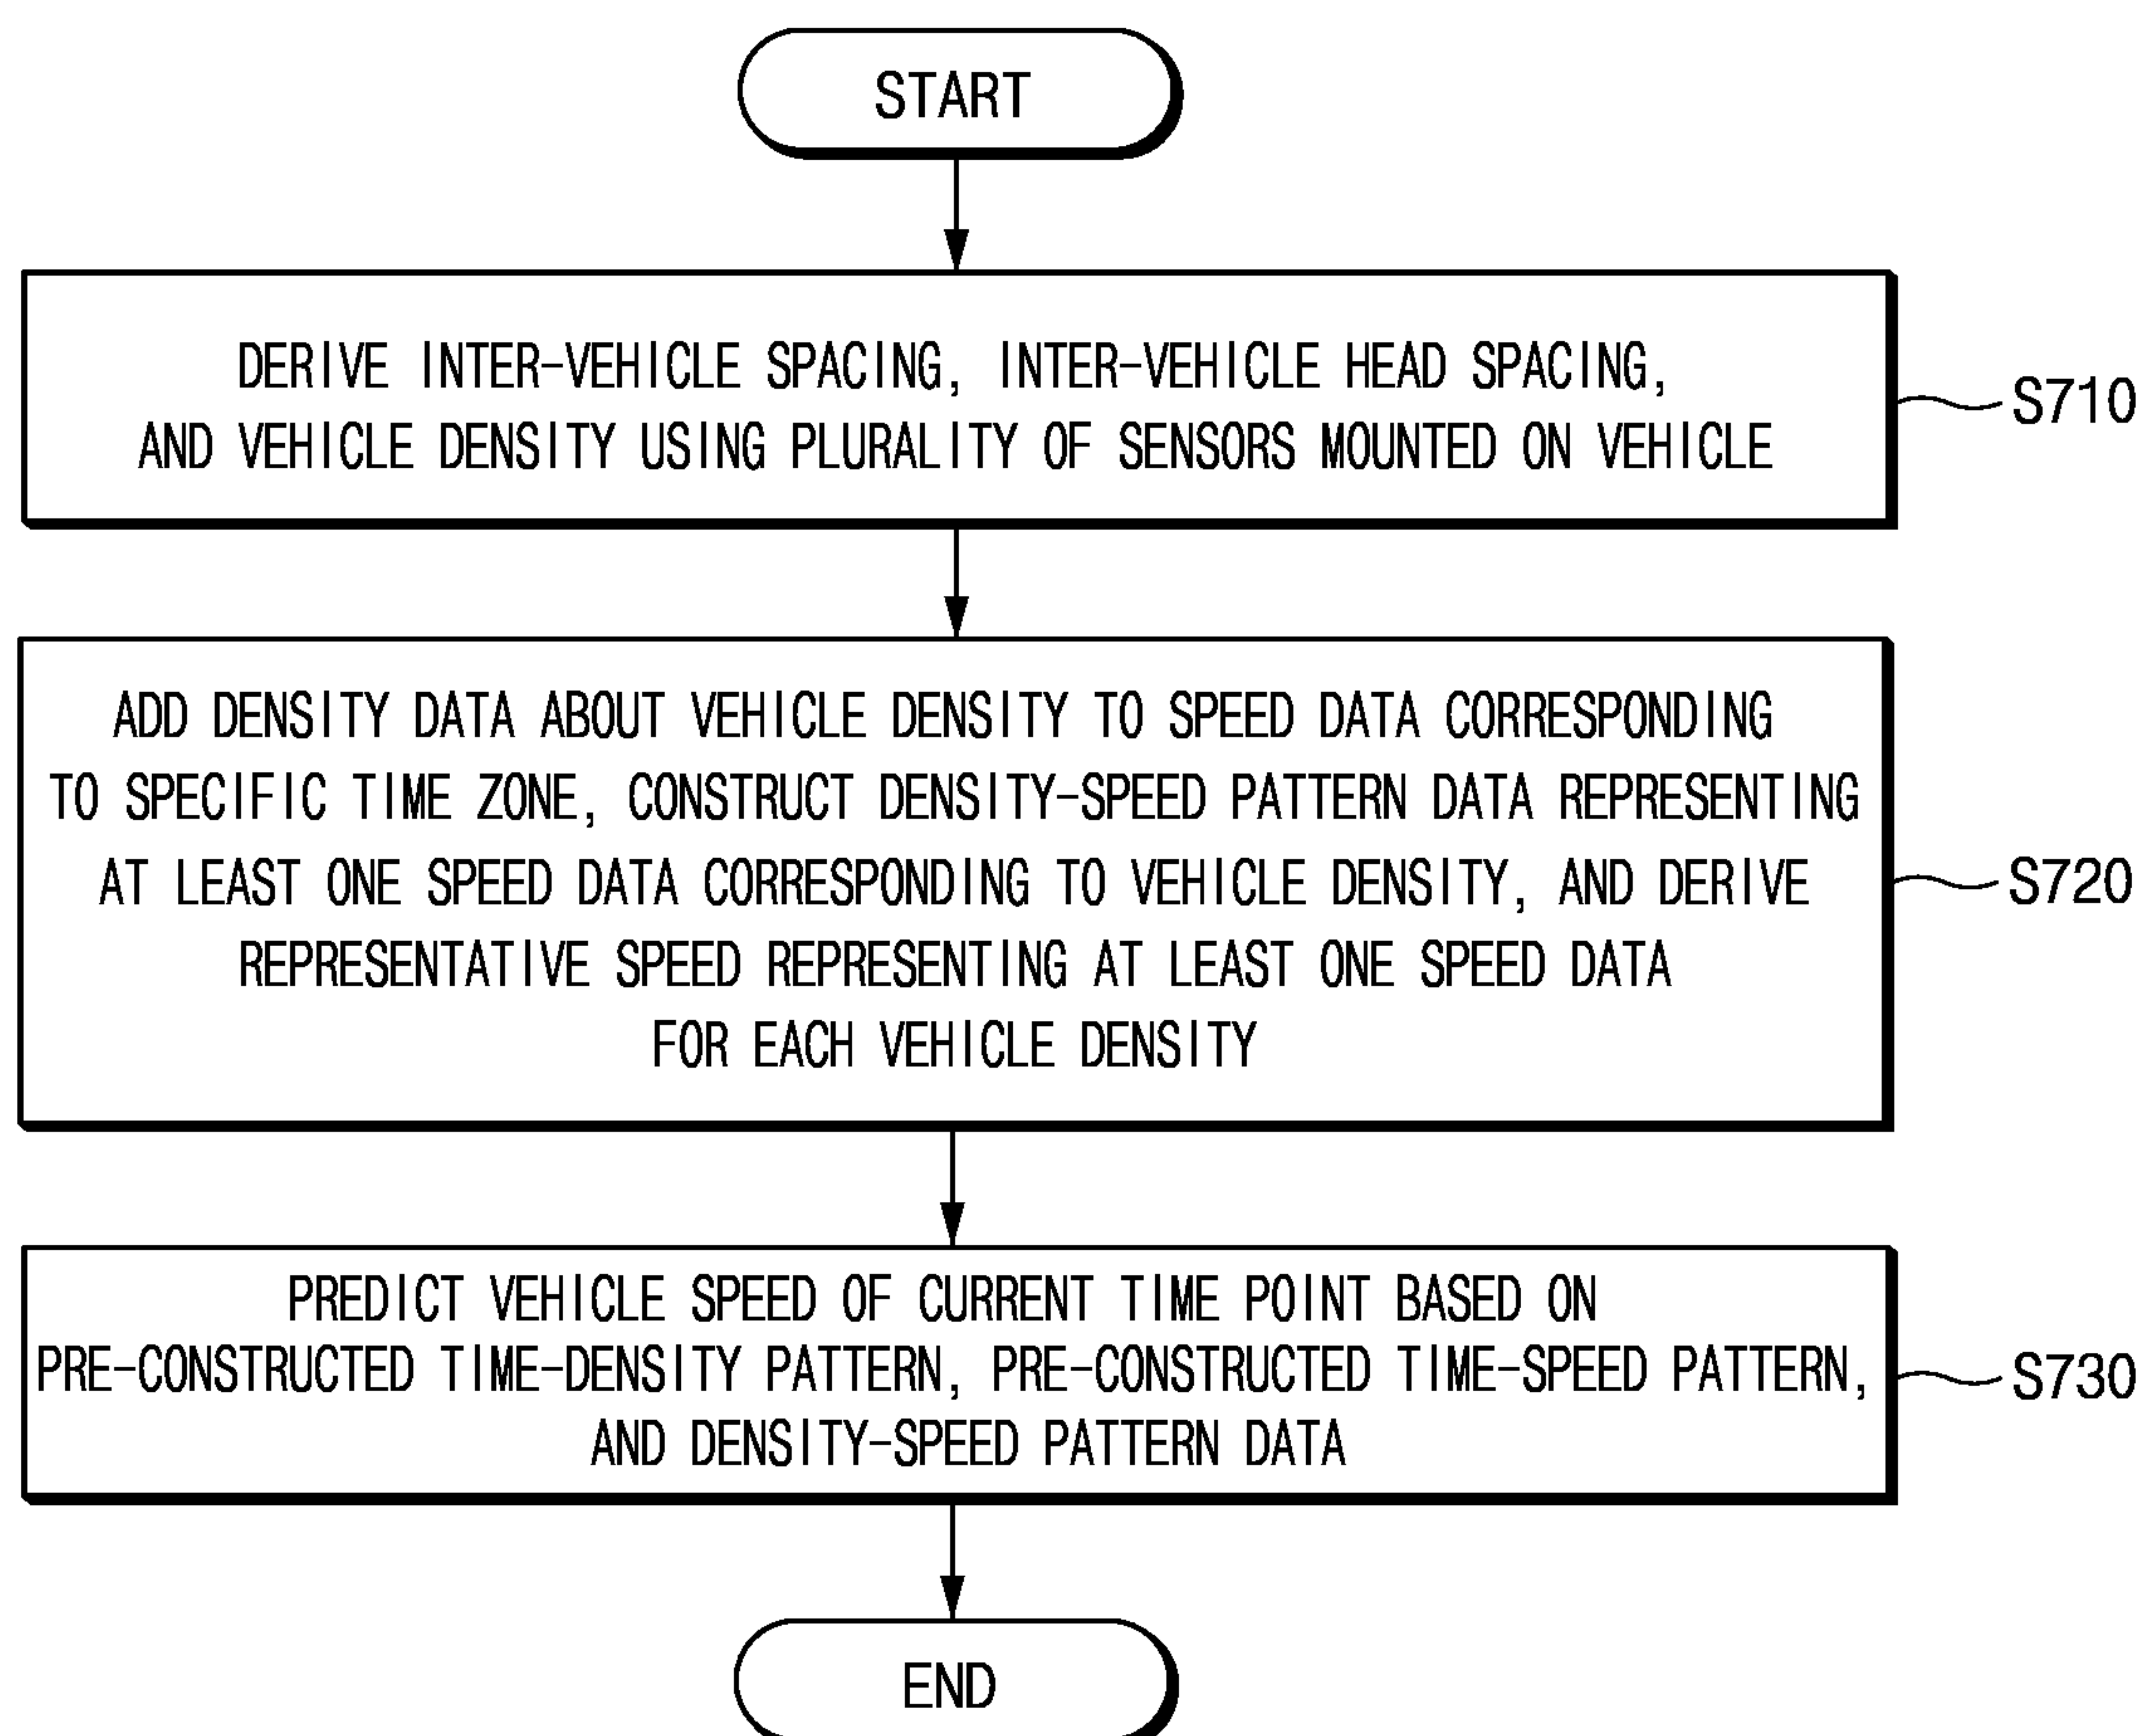 START
DERIVE INTER-VEHICLE SPACING, INTER-VEHICLE HEAD SPACING,
AND VEHICLE DENSITY USING PLURALITY OF SENSORS MOUNTED ON VEHICLE
S710
ADD DENSITY DATA ABOUT VEHICLE DENSITY TO SPEED DATA CORRESPONDING
TO SPECIFIC TIME ZONE, CONSTRUCT DENSITY-SPEED PATTERN DATA REPRESENTING
AT LEAST ONE SPEED DATA CORRESPONDING TO VEHICLE DENSITY, AND DERIVE
REPRESENTATIVE SPEED REPRESENTING AT LEAST ONE SPEED DATA
FOR EACH VEHICLE DENSITY
S720
PREDICT VEHICLE SPEED OF CURRENT TIME POINT BASED ON
PRE-CONSTRUCTED TIME-DENSITY PATTERN, PRE-CONSTRUCTED TIME-SPEED PATTERN,
AND DENSITY-SPEED PATTERN DATA
S730
END